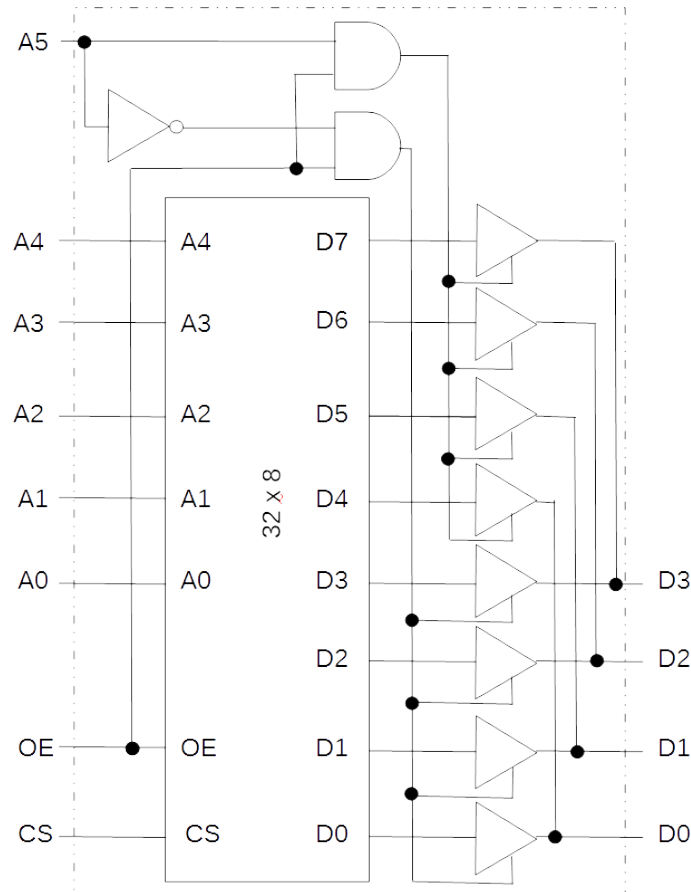 A5
A4 A4 D7
A3 A3 D6
A2 A2 D5
A1 A1 D4
32 x 8
A0 A0 D3 D3
D2 D2
OE OE D1 D1
CS CS D0 D0